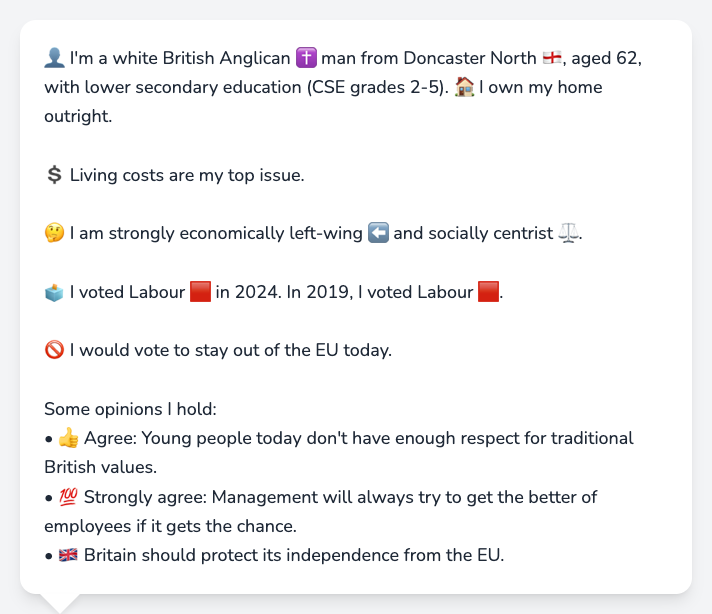 👤 I'm a white British Anglican ✝️ man from Doncaster North 🏴󠁧󠁢󠁥󠁮󠁧󠁿, aged 62,
with lower secondary education (CSE grades 2-5). 🏠 I own my home
outright.
💲 Living costs are my top issue.
🤔 I am strongly economically left-wing ⬅️ and socially centrist ⚖️.
🗳️ I voted Labour 🟥 in 2024. In 2019, I voted Labour 🟥.
🚫 I would vote to stay out of the EU today.
Some opinions I hold:
• 👍 Agree: Young people today don't have enough respect for traditional
British values.
• 💯 Strongly agree: Management will always try to get the better of
employees if it gets the chance.
• 🇬🇧 Britain should protect its independence from the EU.